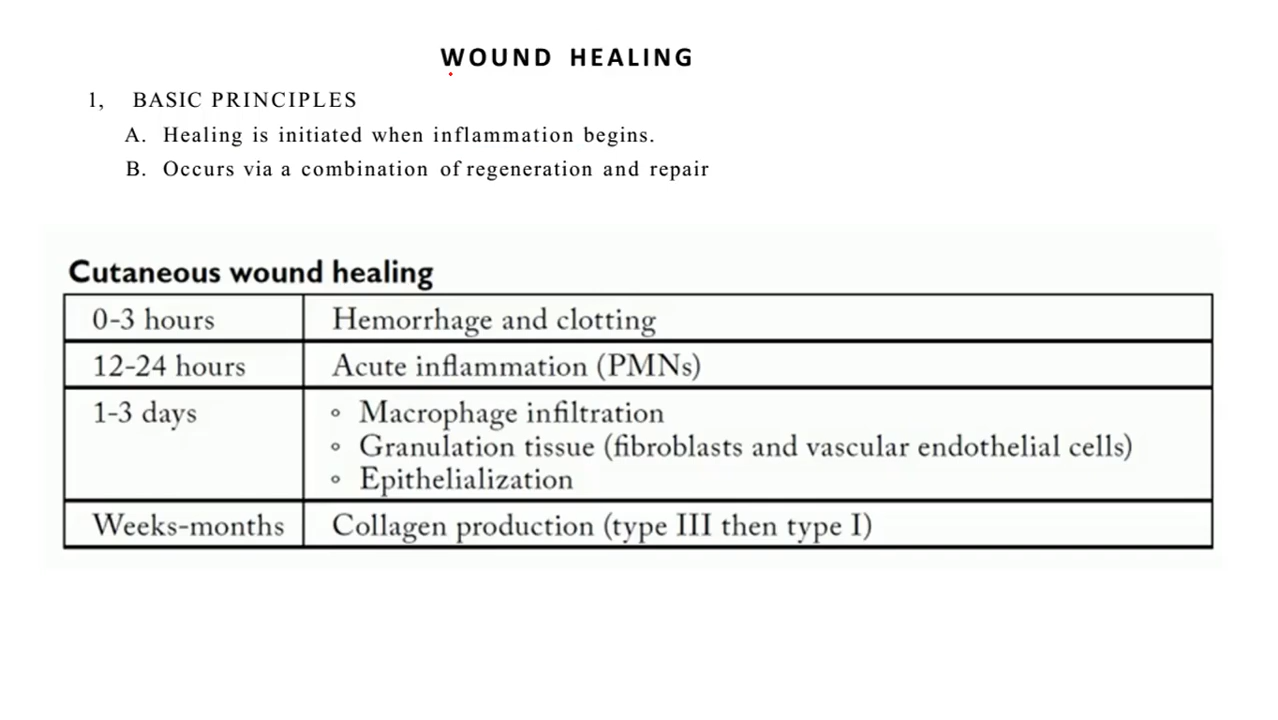 WOUND HEALING
1, BASIC PRINCIPLES
A. Healing is initiated when inflammation begins.
B. Occurs via a combination of regeneration and repair
Cutaneous wound healing
0-3 hours Hemorrhage and clotting
12-24 hours Acute inflammation (PMNs)
1-3 days ∘ Macrophage infiltration
∘ Granulation tissue (fibroblasts and vascular endothelial cells)
∘ Epithelialization
Weeks-months Collagen production (type III then type I)